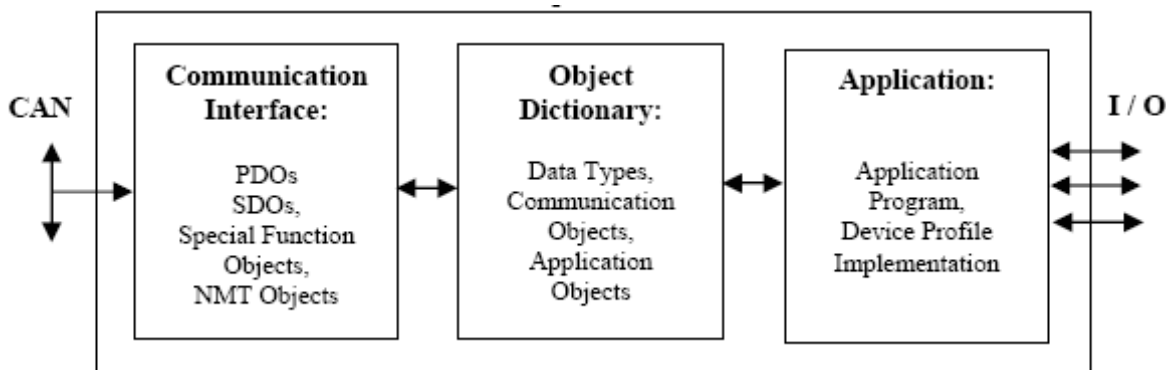 CAN
Communication
Interface:
PDOs
SDOs,
Special Function
Objects,
NMT Objects
Object
Dictionary:
Data Types,
Communication
Objects,
Application
Objects
Application:
Application
Program,
Device Profile
Implementation
I / O